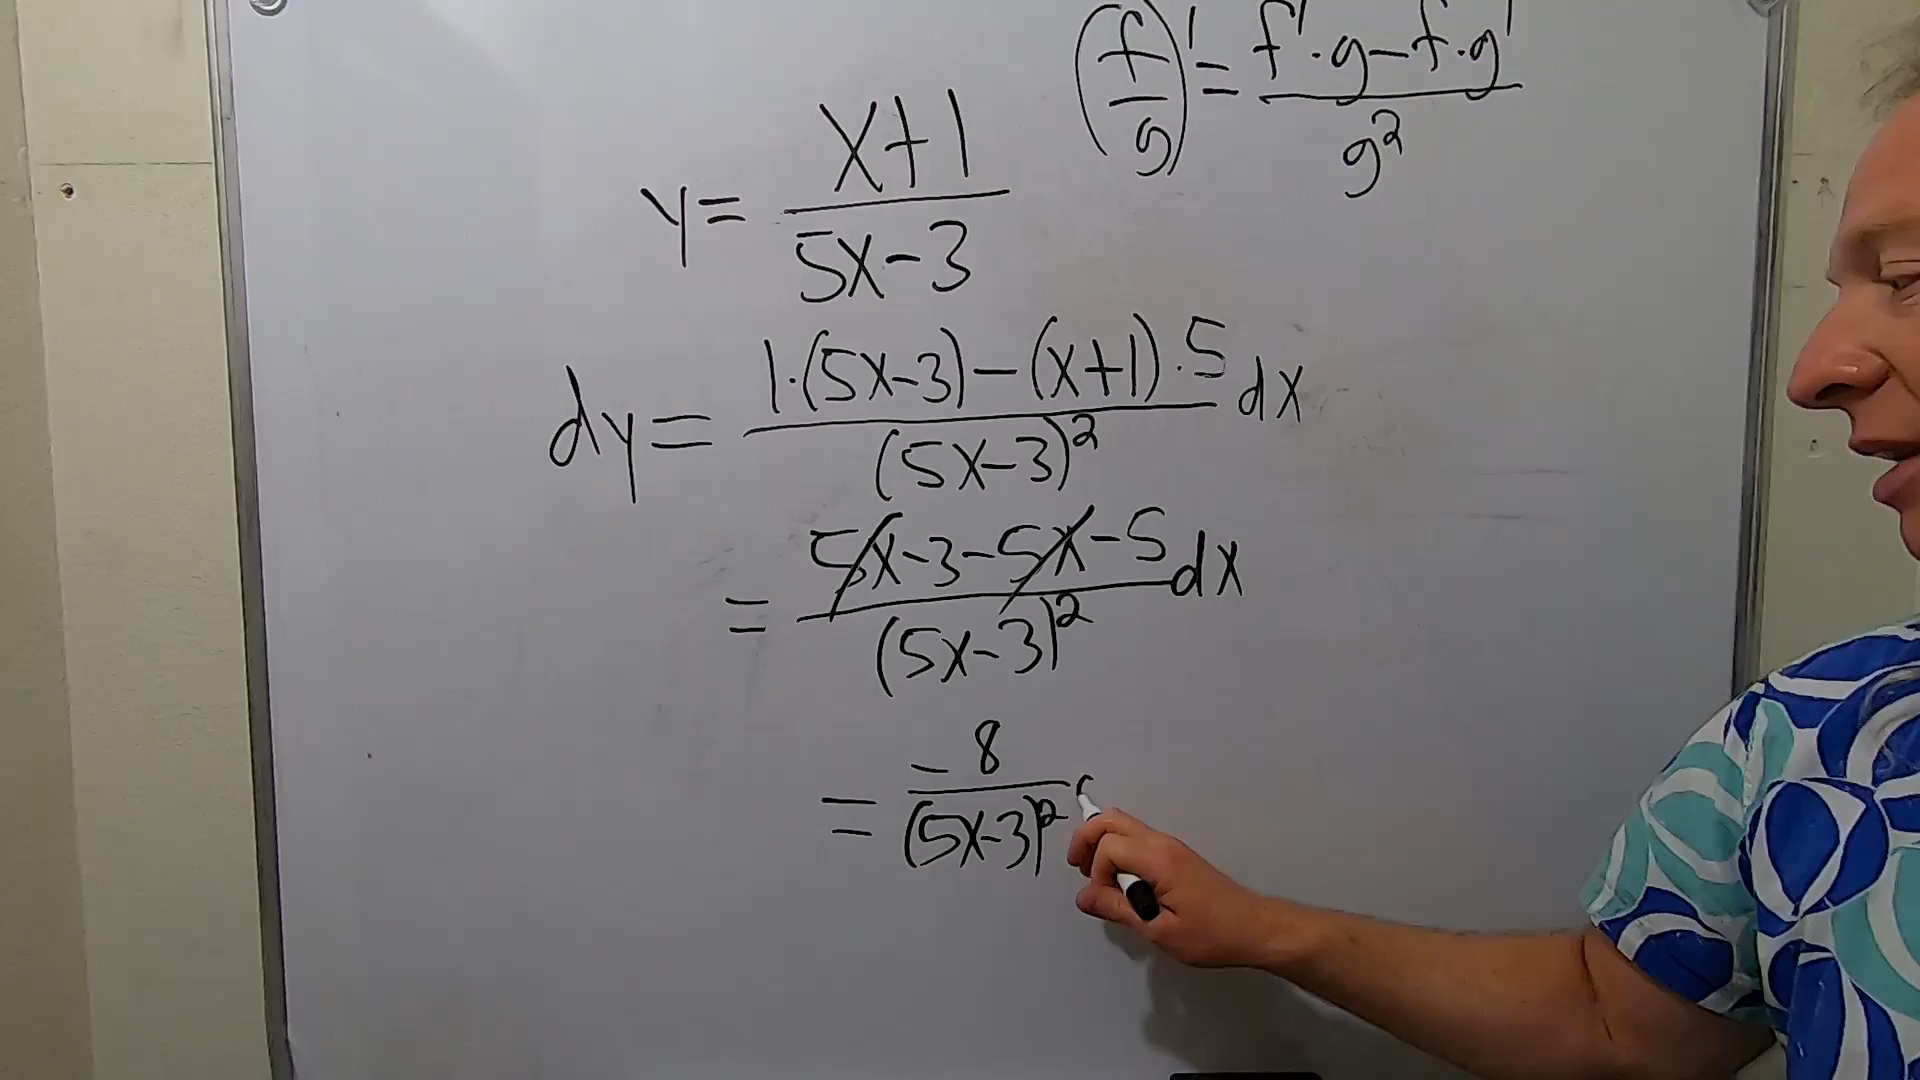 (f/g)' = (f'·g-f·g')/g²
y = (x+1)/(5x-3)
dy = (1·(5x-3)-(x+1)·5)/(5x-3)² dx
= (5x-3-5x-5)/(5x-3)² dx
= -8/(5x-3)²